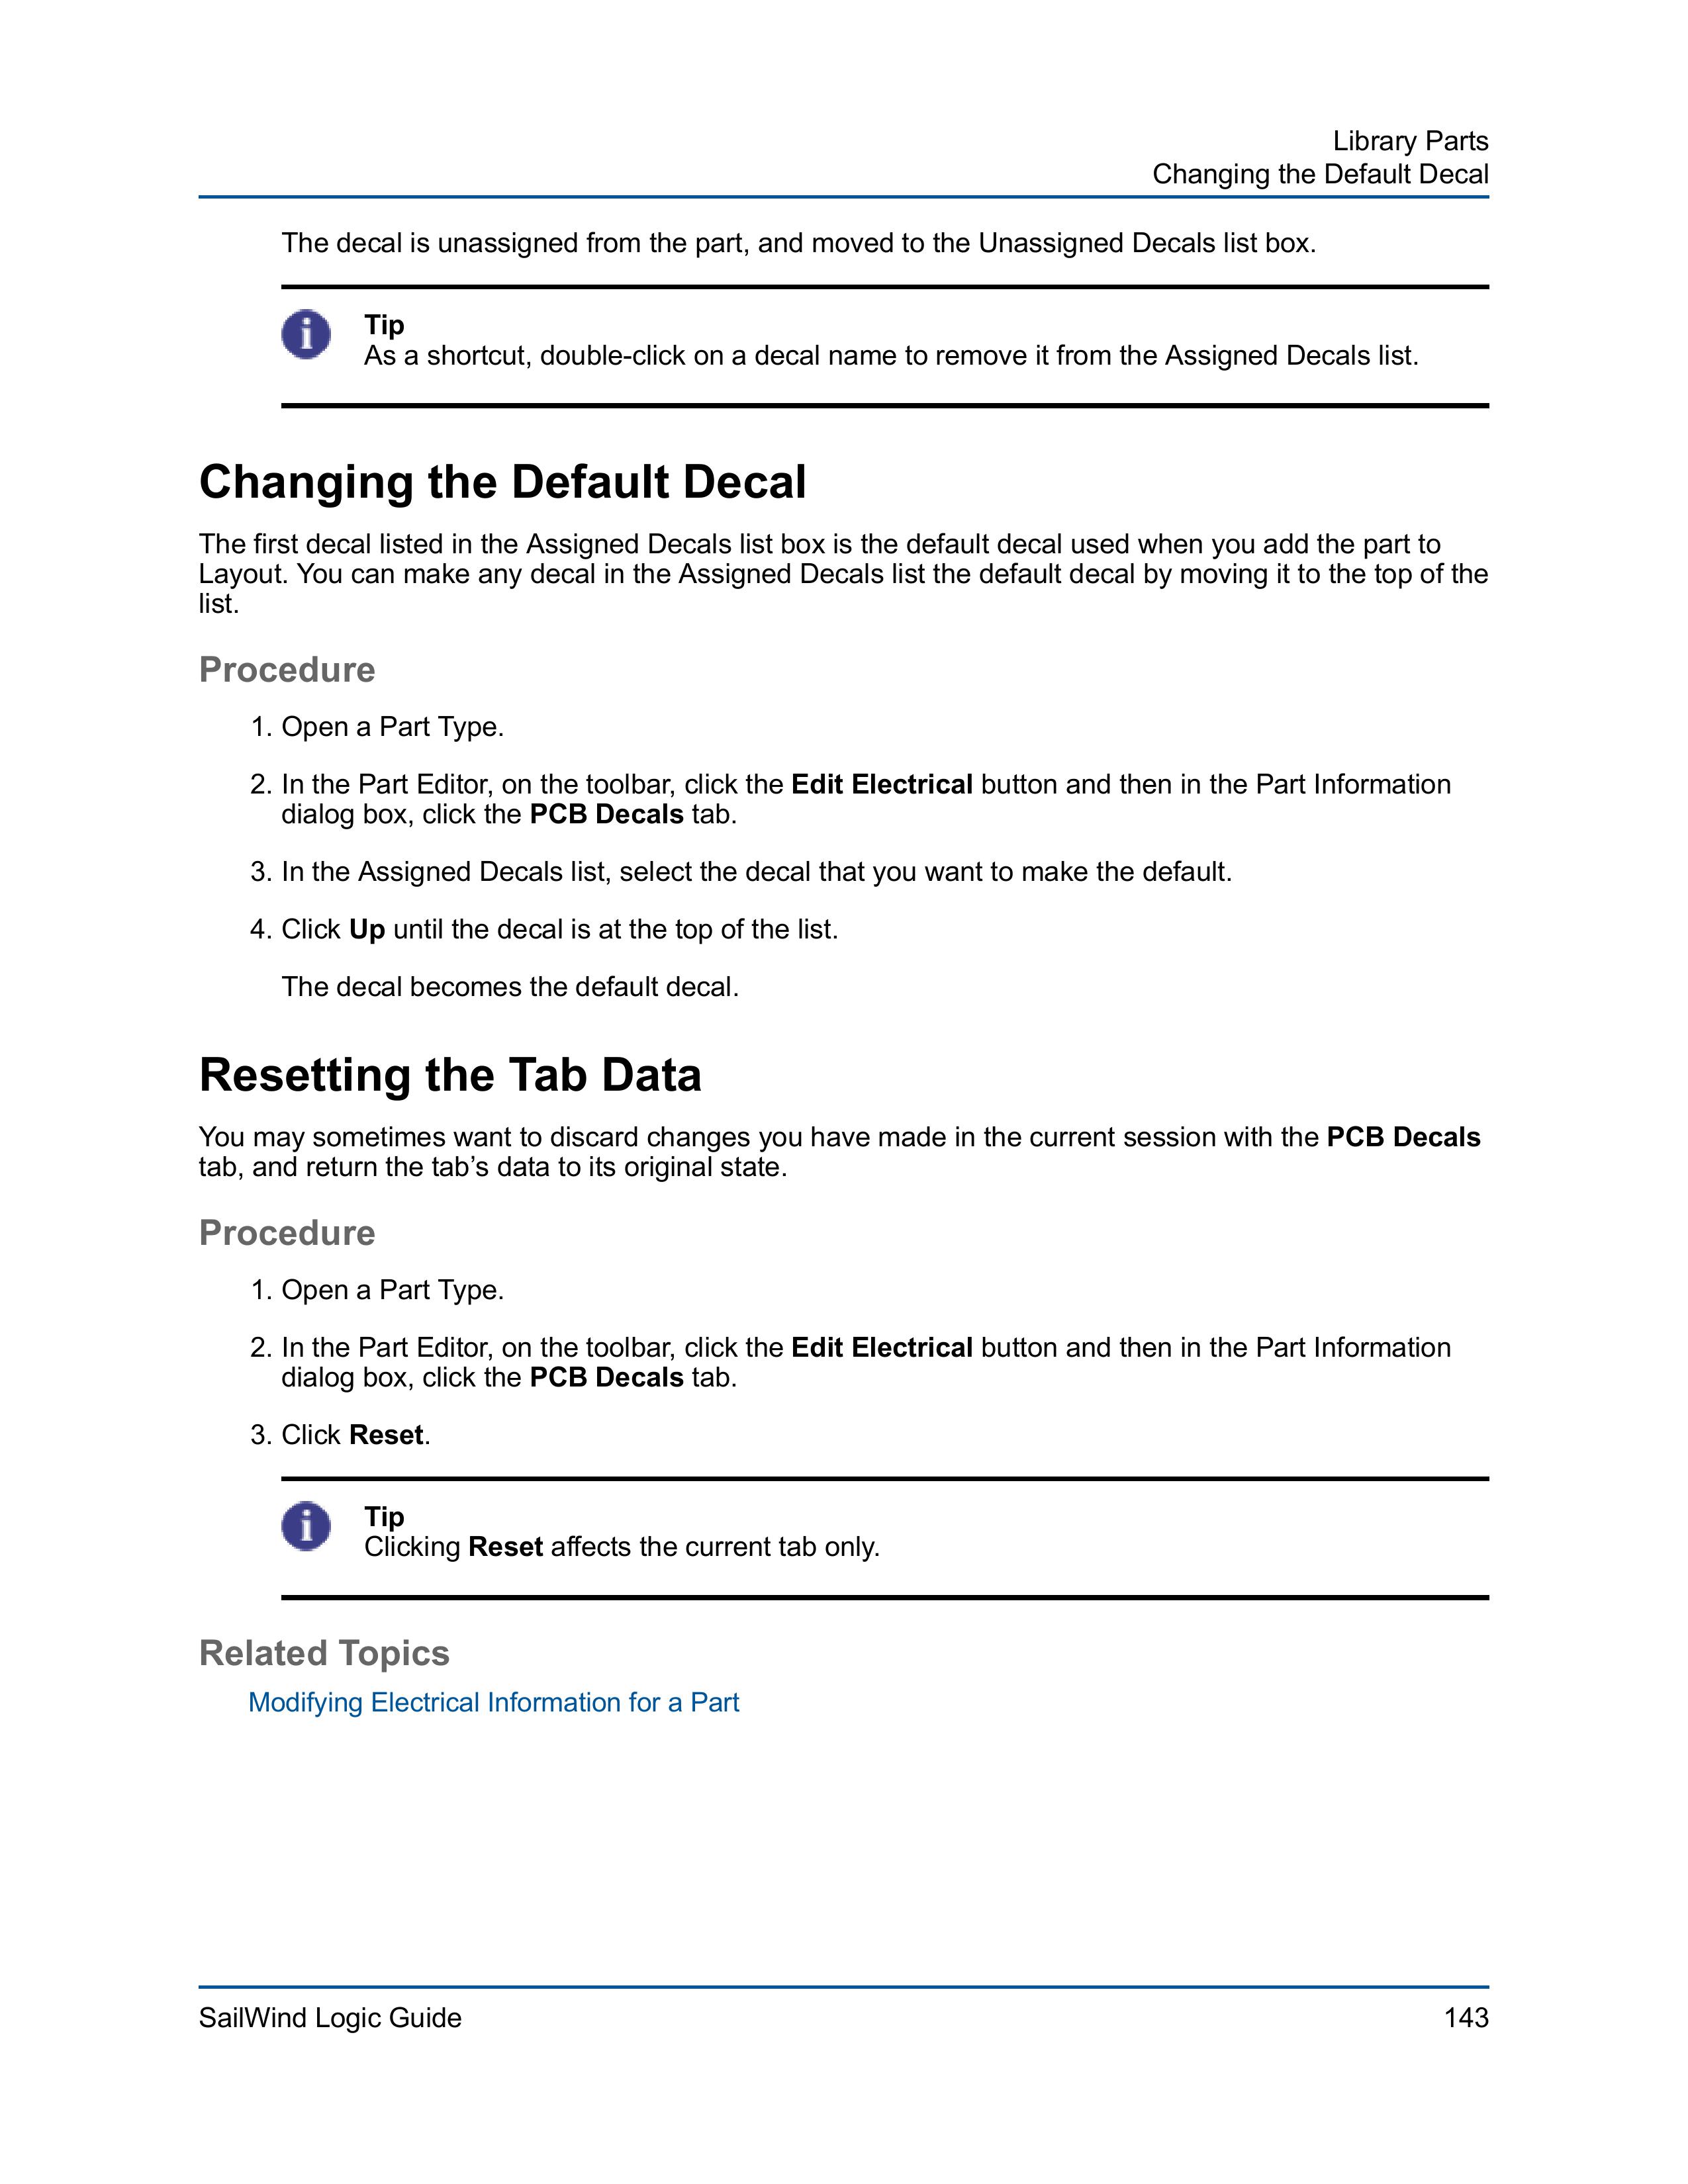 Library Parts
Changing the Default Decal
The decal is unassigned from the part, and moved to the Unassigned Decals list box.
Tip
As a shortcut, double-click on a decal name to remove it from the Assigned Decals list.
Changing the Default Decal
The first decal listed in the Assigned Decals list box is the default decal used when you add the part to
Layout. You can make any decal in the Assigned Decals list the default decal by moving it to the top of the
list.
Procedure
1. Open a Part Type.
2. In the Part Editor, on the toolbar, click the Edit Electrical button and then in the Part Information
dialog box, click the PCB Decals tab.
3. In the Assigned Decals list, select the decal that you want to make the default.
4. Click Up until the decal is at the top of the list.
The decal becomes the default decal.
Resetting the Tab Data
You may sometimes want to discard changes you have made in the current session with the PCB Decals
tab, and return the tab’s data to its original state.
Procedure
1. Open a Part Type.
2. In the Part Editor, on the toolbar, click the Edit Electrical button and then in the Part Information
dialog box, click the PCB Decals tab.
3. Click Reset.
Tip
Clicking Reset affects the current tab only.
Related Topics
Modifying Electrical Information for a Part
SailWind Logic Guide 143